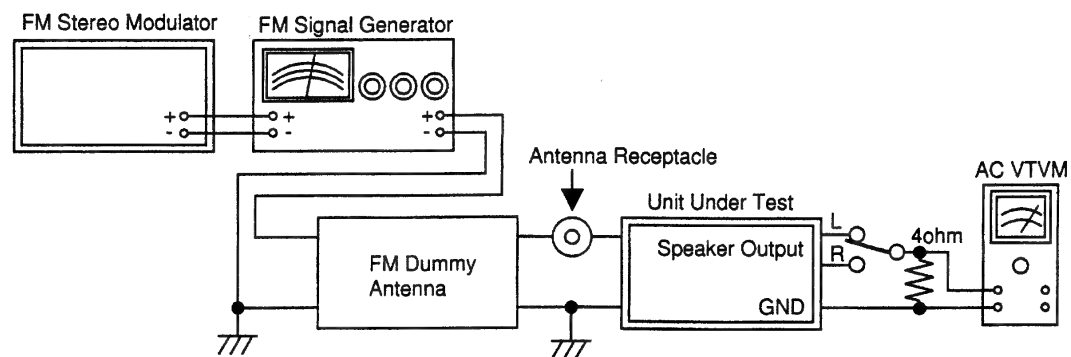 FM Stereo Modulator
FM Signal Generator
+
-
+
-
+
-
Antenna Receptacle
AC VTVM
Unit Under Test
L
4ohm
Speaker Output
R
FM Dummy
Antenna
GND